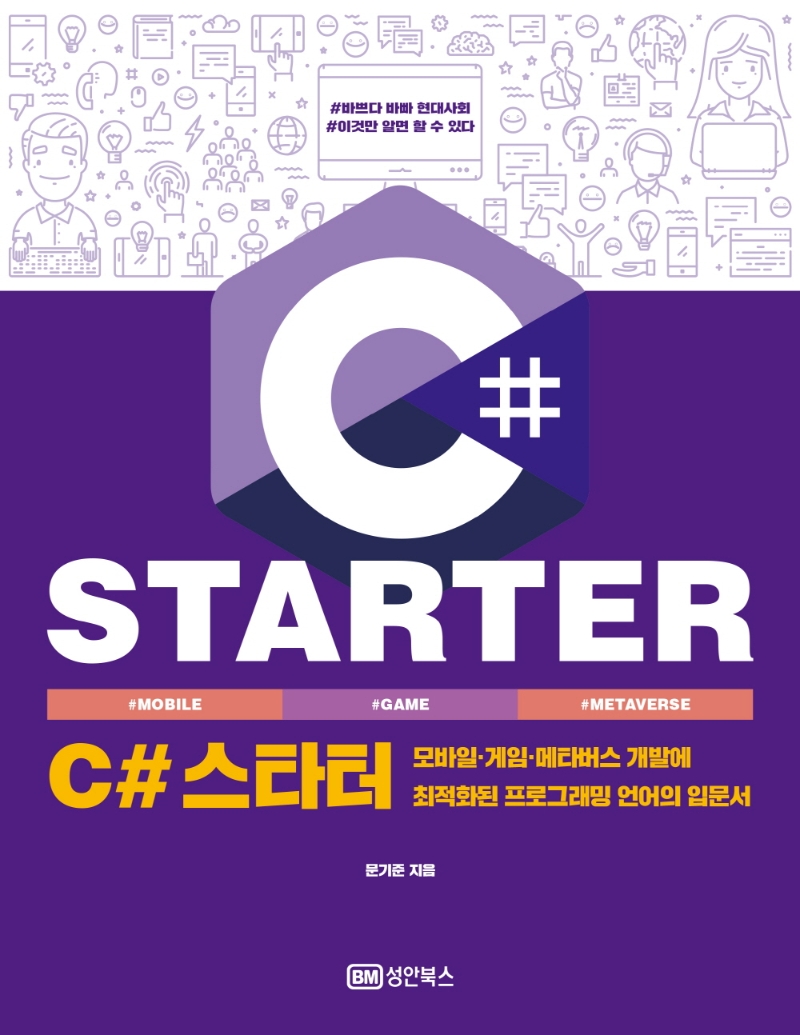 #바쁘다 바빠 현대사회
#이것만 알면 할 수 있다
C#
STARTER
#MOBILE #GAME #METAVERSE
C# 스타터
모바일·게임·메타버스 개발에
최적화된 프로그래밍 언어의 입문서
문기준 지음
BM 성안북스